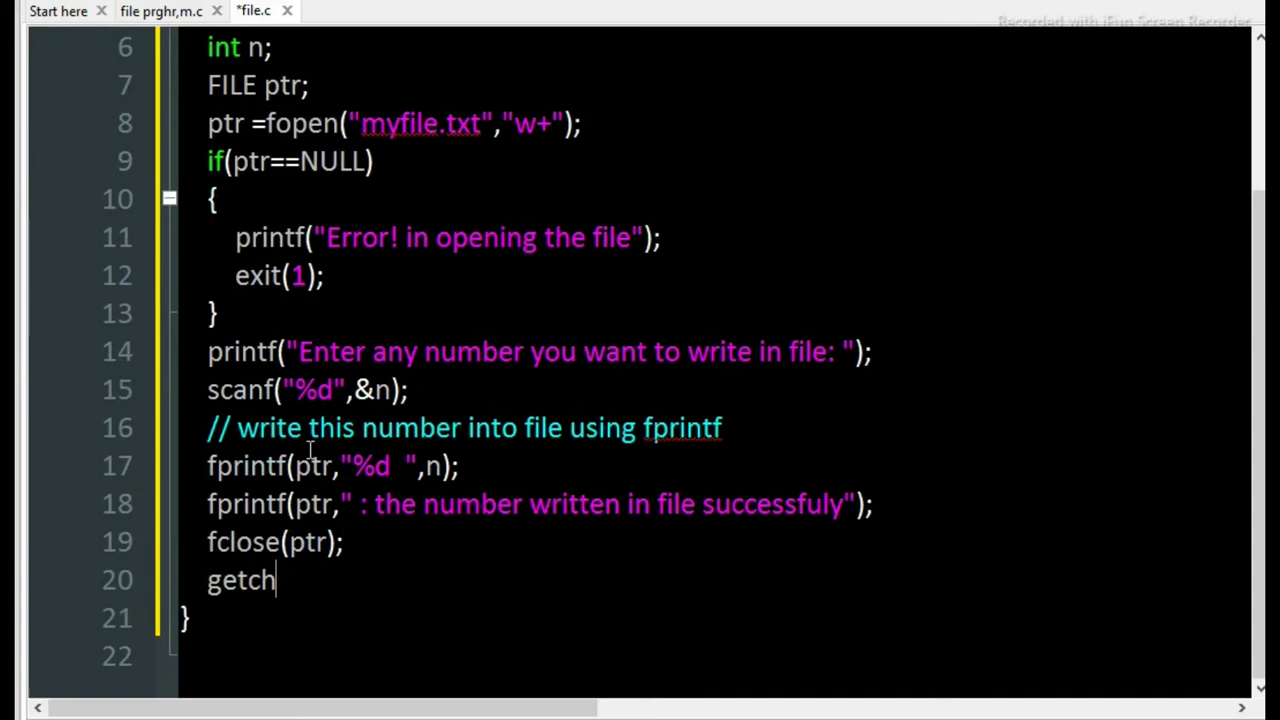 Start here file prghr,m.c *file.c
Recorded with iFun Screen Recorder
6 int n;
7 FILE ptr;
8 ptr =fopen("myfile.txt","w+");
9 if(ptr==NULL)
10 {
11 printf("Error! in opening the file");
12 exit(1);
13 }
14 printf("Enter any number you want to write in file: ");
15 scanf("%d",&n);
16 // write this number into file using fprintf
17 fprintf(ptr,"%d  ",n);
18 fprintf(ptr," : the number written in file successfuly");
19 fclose(ptr);
20 getch
21 }
22